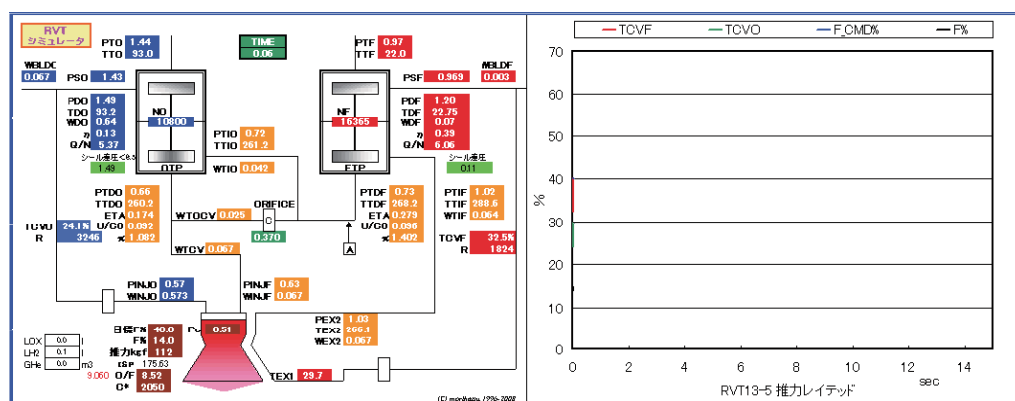 RVT
シミュレータ
PTO 1.44
TTO 93.0
TIME
0.06
PTF 0.97
TTF 22.0
WBLDO
0.067
PSO 1.43
PSF 0.969
WBLDF
0.003
PDO 1.49
TDO 93.2
WDO 0.64
η 0.13
Q/N 5.37
シール差圧<0.5
1.49
NO
10800
OTP
PTIO 0.72
TTIO 261.2
WTIO 0.042
NF
16365
FTP
PDF 1.20
TDF 22.75
WDF 0.07
η 0.39
Q/N 6.06
シール差圧
0.11
PTDO 0.66
TTDO 260.2
ETA 0.174
U/C0 0.092
π 1.082
WTOCV 0.025
ORIFICE
C
0.370
PTDF 0.73
TTDF 268.2
ETA 0.279
U/C0 0.096
π 1.402
PTIF 1.02
TTIF 288.6
WTIF 0.064
TCVO 24.1%
R 3246
WTCV 0.067
A
TCVF 32.5%
R 1824
PINJO 0.57
WINJO 0.573
PINJF 0.63
WINJF 0.067
目標F% 40.0
0.51
F% 14.0
推力kgf 112
ISP 175.63
9.060 O/F 8.52
C* 2050
PEX2 1.03
TEX2 266.1
WEX2 0.067
LOX 0.0 l
LH2 0.1 l
GHe 0.0 m3
TEX1 29.7
1996-2008
TCVF TCVO F_CMD% F%
70
60
50
40
30
20
10
0
%
0 2 4 6 8 10 12 14
sec
RVT13-5 推力レイテッド